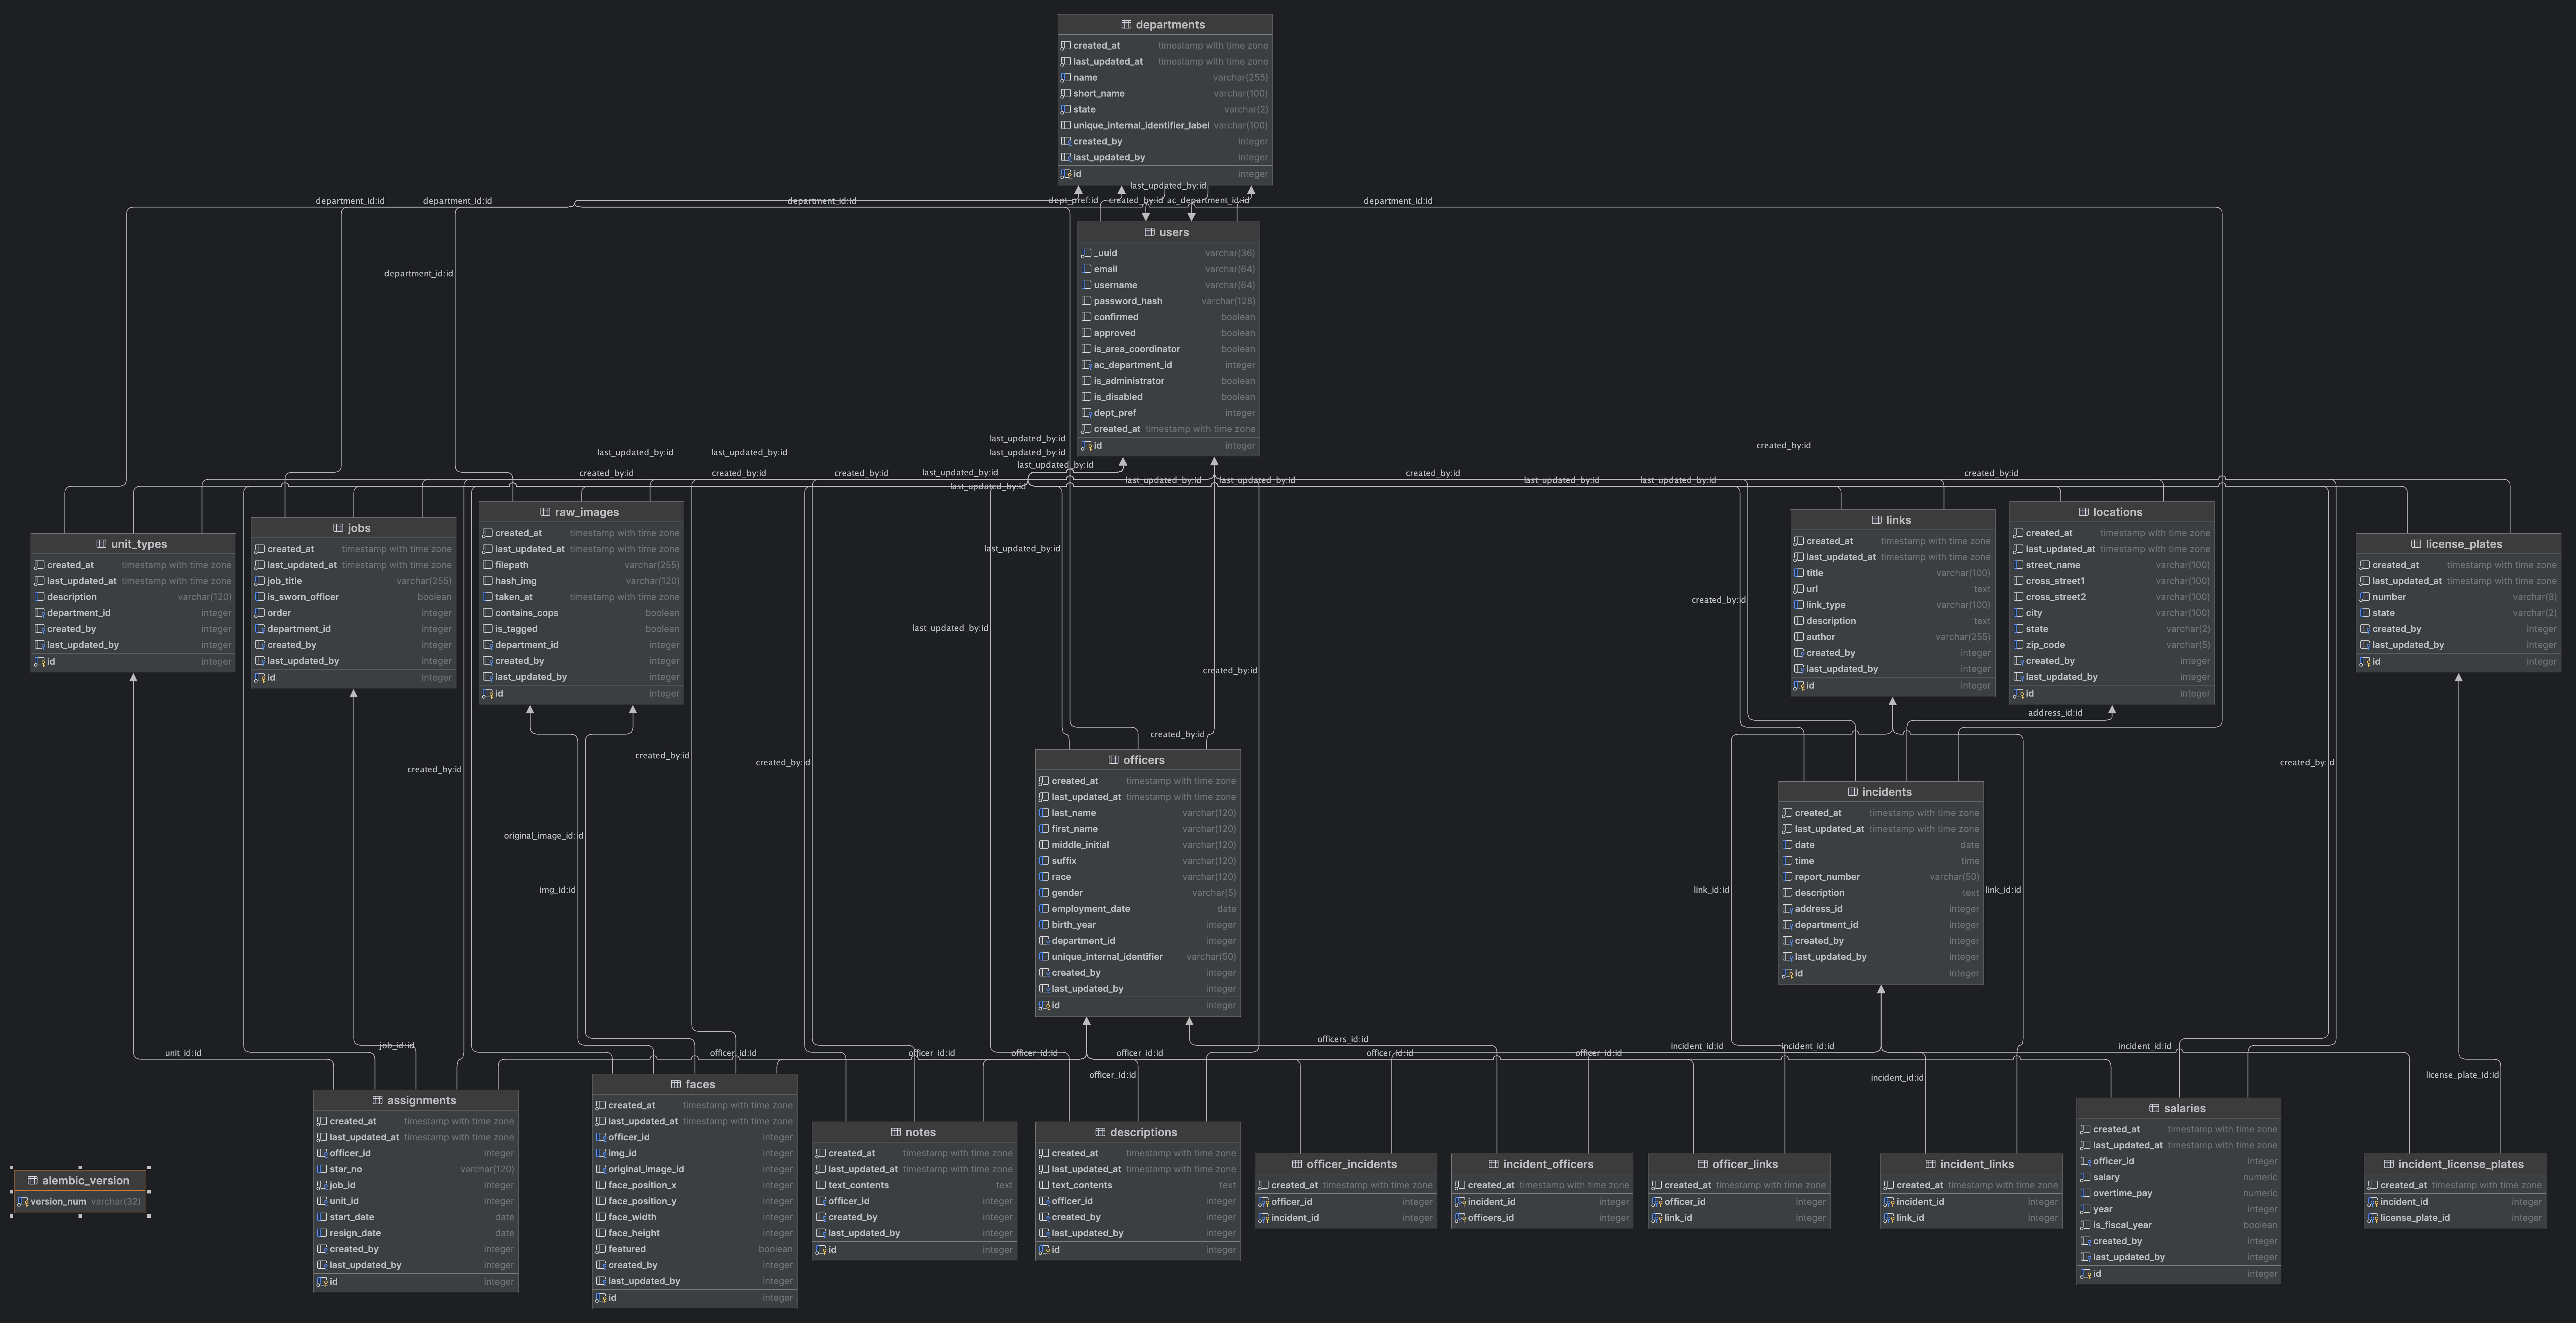 departments
created_at timestamp with time zone
last_updated_at timestamp with time zone
name varchar(255)
short_name varchar(100)
state varchar(2)
unique_internal_identifier_label varchar(100)
created_by integer
last_updated_by integer
id integer
last_updated_by:id
department_id:id
department_id:id
department_id:id
dept_pref:id
created_by:id
ac_department_id:id
department_id:id
department_id:id
users
_uuid varchar(36)
email varchar(64)
username varchar(64)
password_hash varchar(128)
confirmed boolean
approved boolean
is_area_coordinator boolean
ac_department_id integer
is_administrator boolean
is_disabled boolean
dept_pref integer
created_at timestamp with time zone
id integer
last_updated_by:id
created_by:id
last_updated_by:id
last_updated_by:id
last_updated_by:id
last_updated_by:id
created_by:id
created_by:id
created_by:id
last_updated_by:id
created_by:id
created_by:id
last_updated_by:id
last_updated_by:id
last_updated_by:id
last_updated_by:id
last_updated_by:id
unit_types
created_at timestamp with time zone
last_updated_at timestamp with time zone
description varchar(120)
department_id integer
created_by integer
last_updated_by integer
id integer
jobs
created_at timestamp with time zone
last_updated_at timestamp with time zone
job_title varchar(255)
is_sworn_officer boolean
order integer
department_id integer
created_by integer
last_updated_by integer
id integer
raw_images
created_at timestamp with time zone
last_updated_at timestamp with time zone
filepath varchar(255)
hash_img varchar(120)
taken_at timestamp with time zone
contains_cops boolean
is_tagged boolean
department_id integer
created_by integer
last_updated_by integer
id integer
links
created_at timestamp with time zone
last_updated_at timestamp with time zone
title varchar(100)
url text
link_type varchar(100)
description text
author varchar(255)
created_by integer
last_updated_by integer
id integer
locations
created_at timestamp with time zone
last_updated_at timestamp with time zone
street_name varchar(100)
cross_street1 varchar(100)
cross_street2 varchar(100)
city varchar(100)
state varchar(2)
zip_code varchar(5)
created_by integer
last_updated_by integer
id integer
license_plates
created_at timestamp with time zone
last_updated_at timestamp with time zone
number varchar(8)
state varchar(2)
created_by integer
last_updated_by integer
id integer
last_updated_by:id
created_by:id
last_updated_by:id
created_by:id
address_id:id
created_by:id
created_by:id
created_by:id
created_by:id
created_by:id
original_image_id:id
img_id:id
link_id:id
link_id:id
officers
created_at timestamp with time zone
last_updated_at timestamp with time zone
last_name varchar(120)
first_name varchar(120)
middle_initial varchar(120)
suffix varchar(120)
race varchar(120)
gender varchar(5)
employment_date date
birth_year integer
department_id integer
unique_internal_identifier varchar(50)
created_by integer
last_updated_by integer
id integer
incidents
created_at timestamp with time zone
last_updated_at timestamp with time zone
date date
time time
report_number varchar(50)
description text
address_id integer
department_id integer
created_by integer
last_updated_by integer
id integer
officers_id:id
job_id:id
incident_id:id
incident_id:id
incident_id:id
unit_id:id
officer_id:id
officer_id:id
officer_id:id
officer_id:id
officer_id:id
officer_id:id
officer_id:id
incident_id:id
license_plate_id:id
alembic_version
version_num varchar(32)
assignments
created_at timestamp with time zone
last_updated_at timestamp with time zone
officer_id integer
star_no varchar(120)
job_id integer
unit_id integer
start_date date
resign_date date
created_by integer
last_updated_by integer
id integer
faces
created_at timestamp with time zone
last_updated_at timestamp with time zone
officer_id integer
img_id integer
original_image_id integer
face_position_x integer
face_position_y integer
face_width integer
face_height integer
featured boolean
created_by integer
last_updated_by integer
id integer
notes
created_at timestamp with time zone
last_updated_at timestamp with time zone
text_contents text
officer_id integer
created_by integer
last_updated_by integer
id integer
descriptions
created_at timestamp with time zone
last_updated_at timestamp with time zone
text_contents text
officer_id integer
created_by integer
last_updated_by integer
id integer
officer_incidents
created_at timestamp with time zone
officer_id integer
incident_id integer
incident_officers
created_at timestamp with time zone
incident_id integer
officers_id integer
officer_links
created_at timestamp with time zone
officer_id integer
link_id integer
incident_links
created_at timestamp with time zone
incident_id integer
link_id integer
salaries
created_at timestamp with time zone
last_updated_at timestamp with time zone
officer_id integer
salary numeric
overtime_pay numeric
year integer
is_fiscal_year boolean
created_by integer
last_updated_by integer
id integer
incident_license_plates
created_at timestamp with time zone
incident_id integer
license_plate_id integer